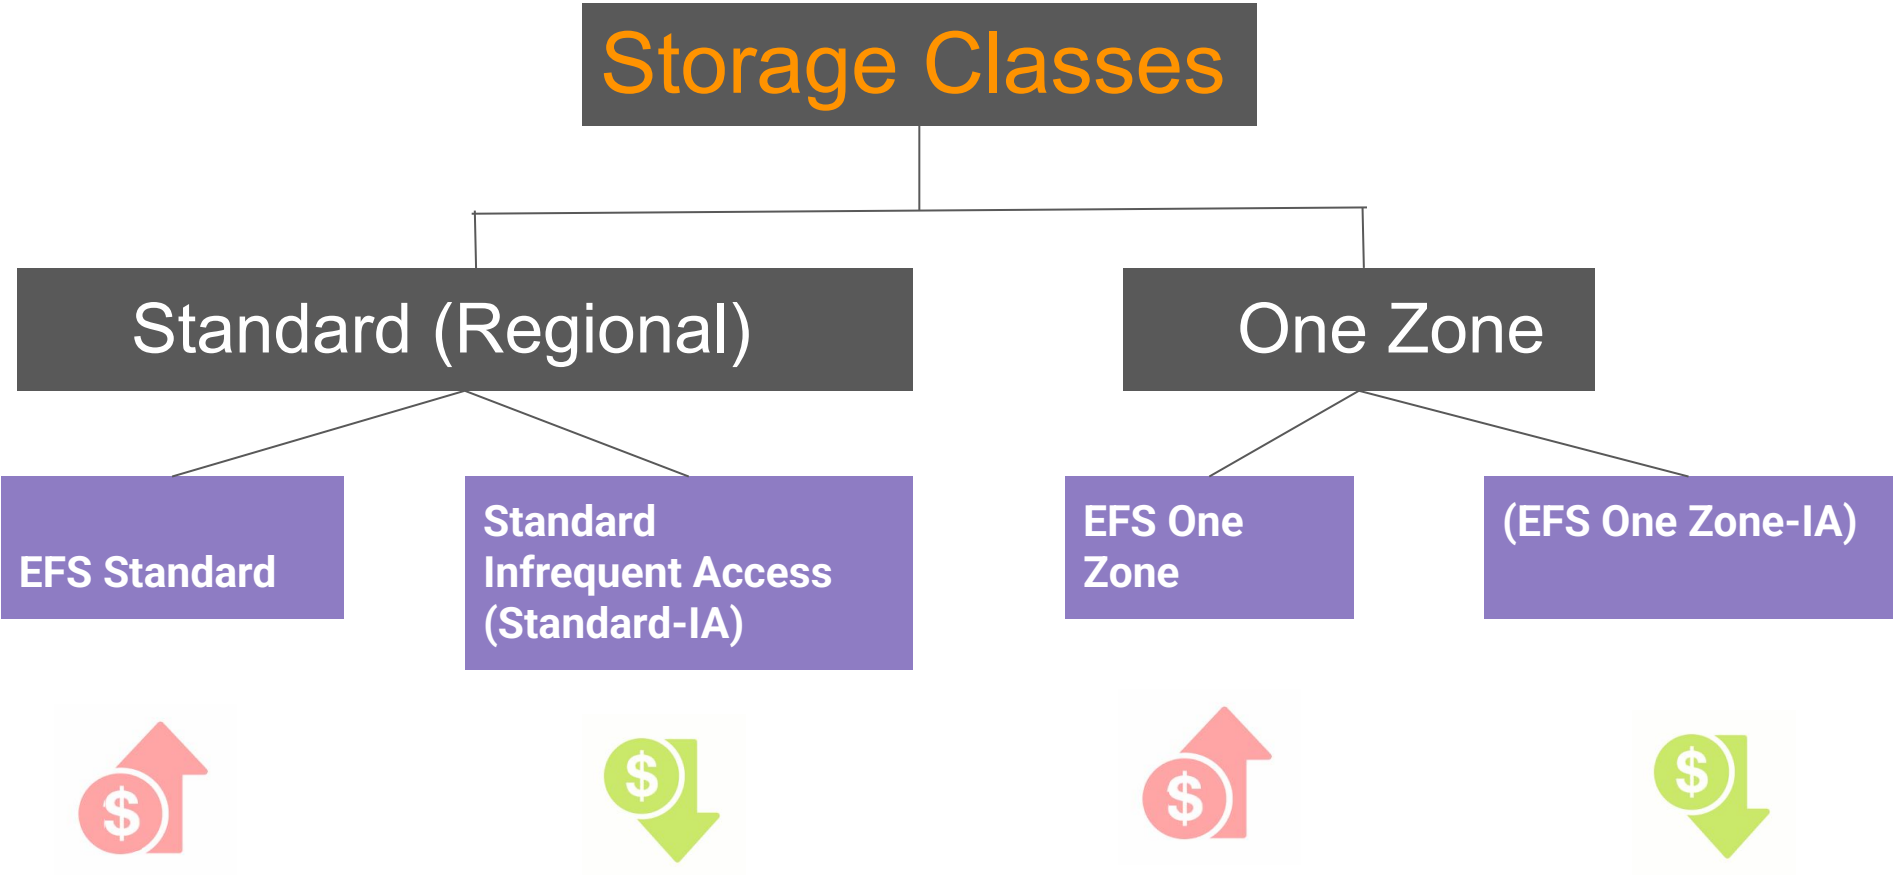 Storage Classes
Standard (Regional)
One Zone
EFS Standard
Standard
Infrequent Access
(Standard-IA)
EFS One
Zone
(EFS One Zone-IA)
$
$
$
$